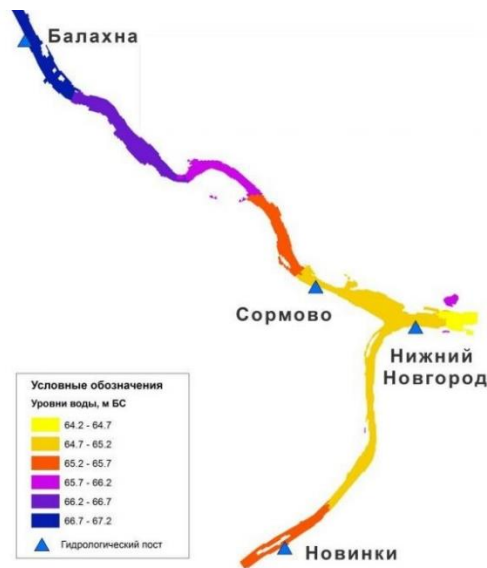 Балахна
Сормово
Нижний
Новгород
Новинки
Условные обозначения
Уровни воды, м БС
64.2 - 64.7
64.7 - 65.2
65.2 - 65.7
65.7 - 66.2
66.2 - 66.7
66.7 - 67.2
Гидрологический пост